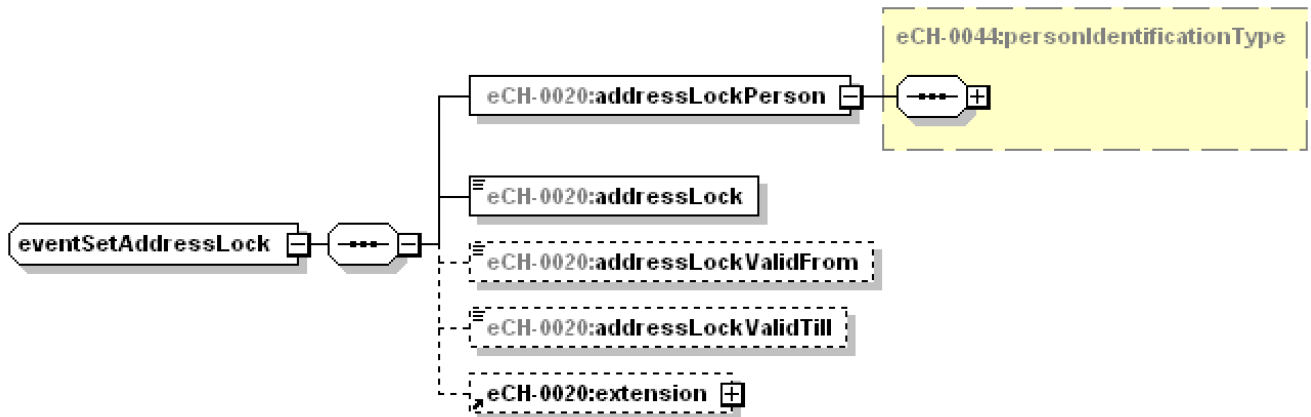 eCH-0044:personIdentificationType
eCH-0020:addressLockPerson
eCH-0020:addressLock
eventSetAddressLock
eCH-0020:addressLockValidFrom
eCH-0020:addressLockValidTill
eCH-0020:extension